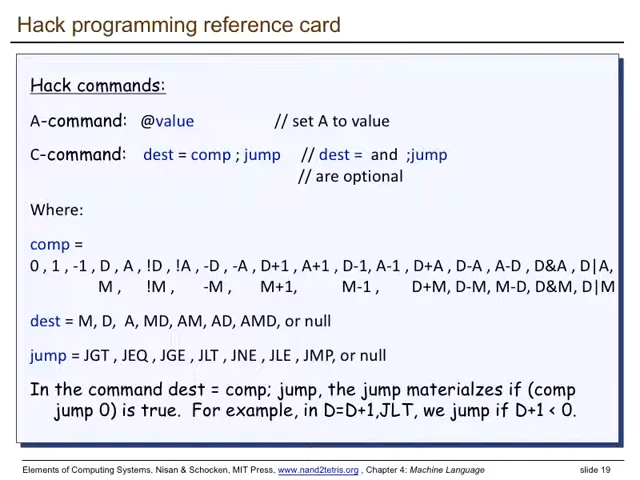 Hack programming reference card
Hack commands:
A-command: @value // set A to value
C-command: dest = comp ; jump // dest = and ;jump
// are optional
Where:
comp =
0 , 1 , -1 , D , A , !D , !A , -D , -A , D+1 , A+1 , D-1, A-1 , D+A , D-A , A-D , D&A , D|A,
M , !M , -M , M+1, M-1 , D+M, D-M, M-D, D&M, D|M
dest = M, D, A, MD, AM, AD, AMD, or null
jump = JGT , JEQ , JGE , JLT , JNE , JLE , JMP, or null
In the command dest = comp; jump, the jump materialzes if (comp
jump 0) is true. For example, in D=D+1,JLT, we jump if D+1 < 0.
Elements of Computing Systems, Nisan & Schocken, MIT Press, www.nand2tetris.org , Chapter 4: Machine Language slide 19